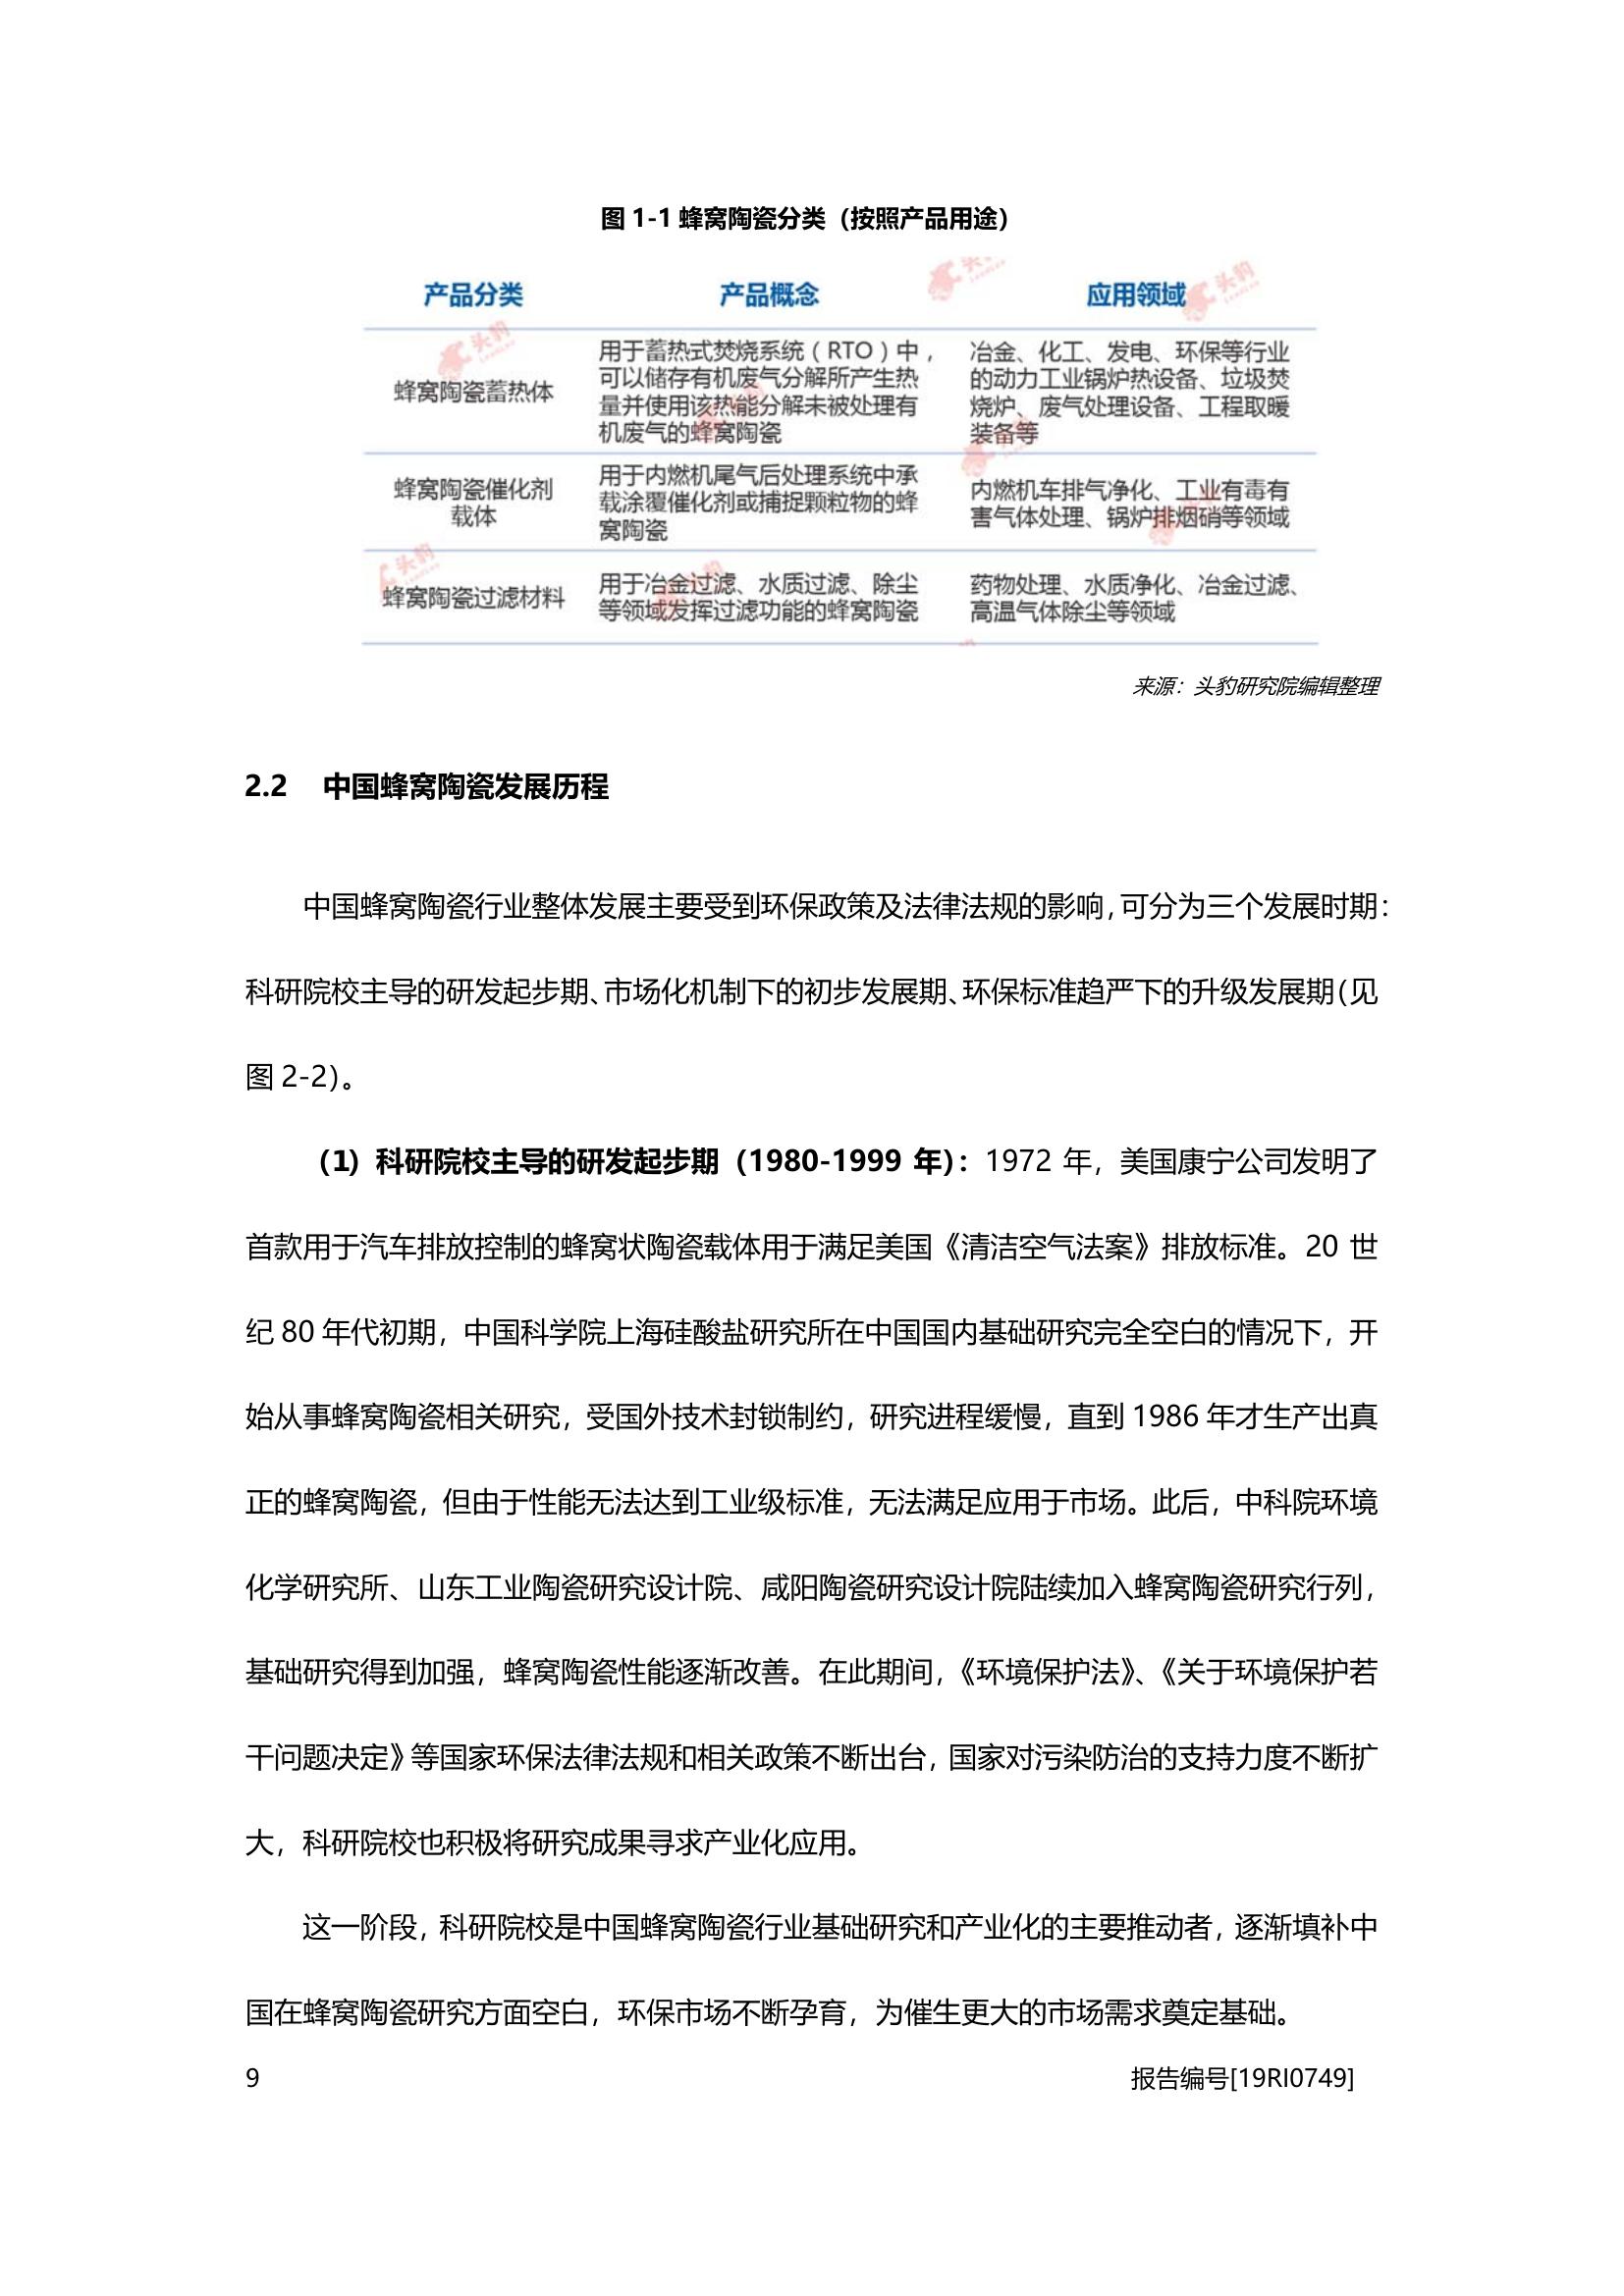 图 1-1 蜂窝陶瓷分类（按照产品用途）
产品分类 产品概念 应用领域
蜂窝陶瓷蓄热体
用于蓄热式焚烧系统（RTO）中，
可以储存有机废气分解所产生热
量并使用该热能分解未被处理有
机废气的蜂窝陶瓷
冶金、化工、发电、环保等行业
的动力工业锅炉热设备、垃圾焚
烧炉、废气处理设备、工程取暖
装备等
蜂窝陶瓷催化剂
载体
用于内燃机尾气后处理系统中承
载涂覆催化剂或捕捉颗粒物的蜂
窝陶瓷
内燃机车排气净化、工业有毒有
害气体处理、锅炉排烟硝等领域
蜂窝陶瓷过滤材料
用于冶金过滤、水质过滤、除尘
等领域发挥过滤功能的蜂窝陶瓷
药物处理、水质净化、冶金过滤、
高温气体除尘等领域
来源：头豹研究院编辑整理
2.2 中国蜂窝陶瓷发展历程
中国蜂窝陶瓷行业整体发展主要受到环保政策及法律法规的影响，可分为三个发展时期：
科研院校主导的研发起步期、市场化机制下的初步发展期、环保标准趋严下的升级发展期（见
图 2-2）。
（1）科研院校主导的研发起步期（1980-1999 年）：1972 年，美国康宁公司发明了
首款用于汽车排放控制的蜂窝状陶瓷载体用于满足美国《清洁空气法案》排放标准。20 世
纪 80 年代初期，中国科学院上海硅酸盐研究所在中国国内基础研究完全空白的情况下，开
始从事蜂窝陶瓷相关研究，受国外技术封锁制约，研究进程缓慢，直到 1986 年才生产出真
正的蜂窝陶瓷，但由于性能无法达到工业级标准，无法满足应用于市场。此后，中科院环境
化学研究所、山东工业陶瓷研究设计院、咸阳陶瓷研究设计院陆续加入蜂窝陶瓷研究行列，
基础研究得到加强，蜂窝陶瓷性能逐渐改善。在此期间，《环境保护法》、《关于环境保护若
干问题决定》等国家环保法律法规和相关政策不断出台，国家对污染防治的支持力度不断扩
大，科研院校也积极将研究成果寻求产业化应用。
这一阶段，科研院校是中国蜂窝陶瓷行业基础研究和产业化的主要推动者，逐渐填补中
国在蜂窝陶瓷研究方面空白，环保市场不断孕育，为催生更大的市场需求奠定基础。
9 报告编号[19RI0749]